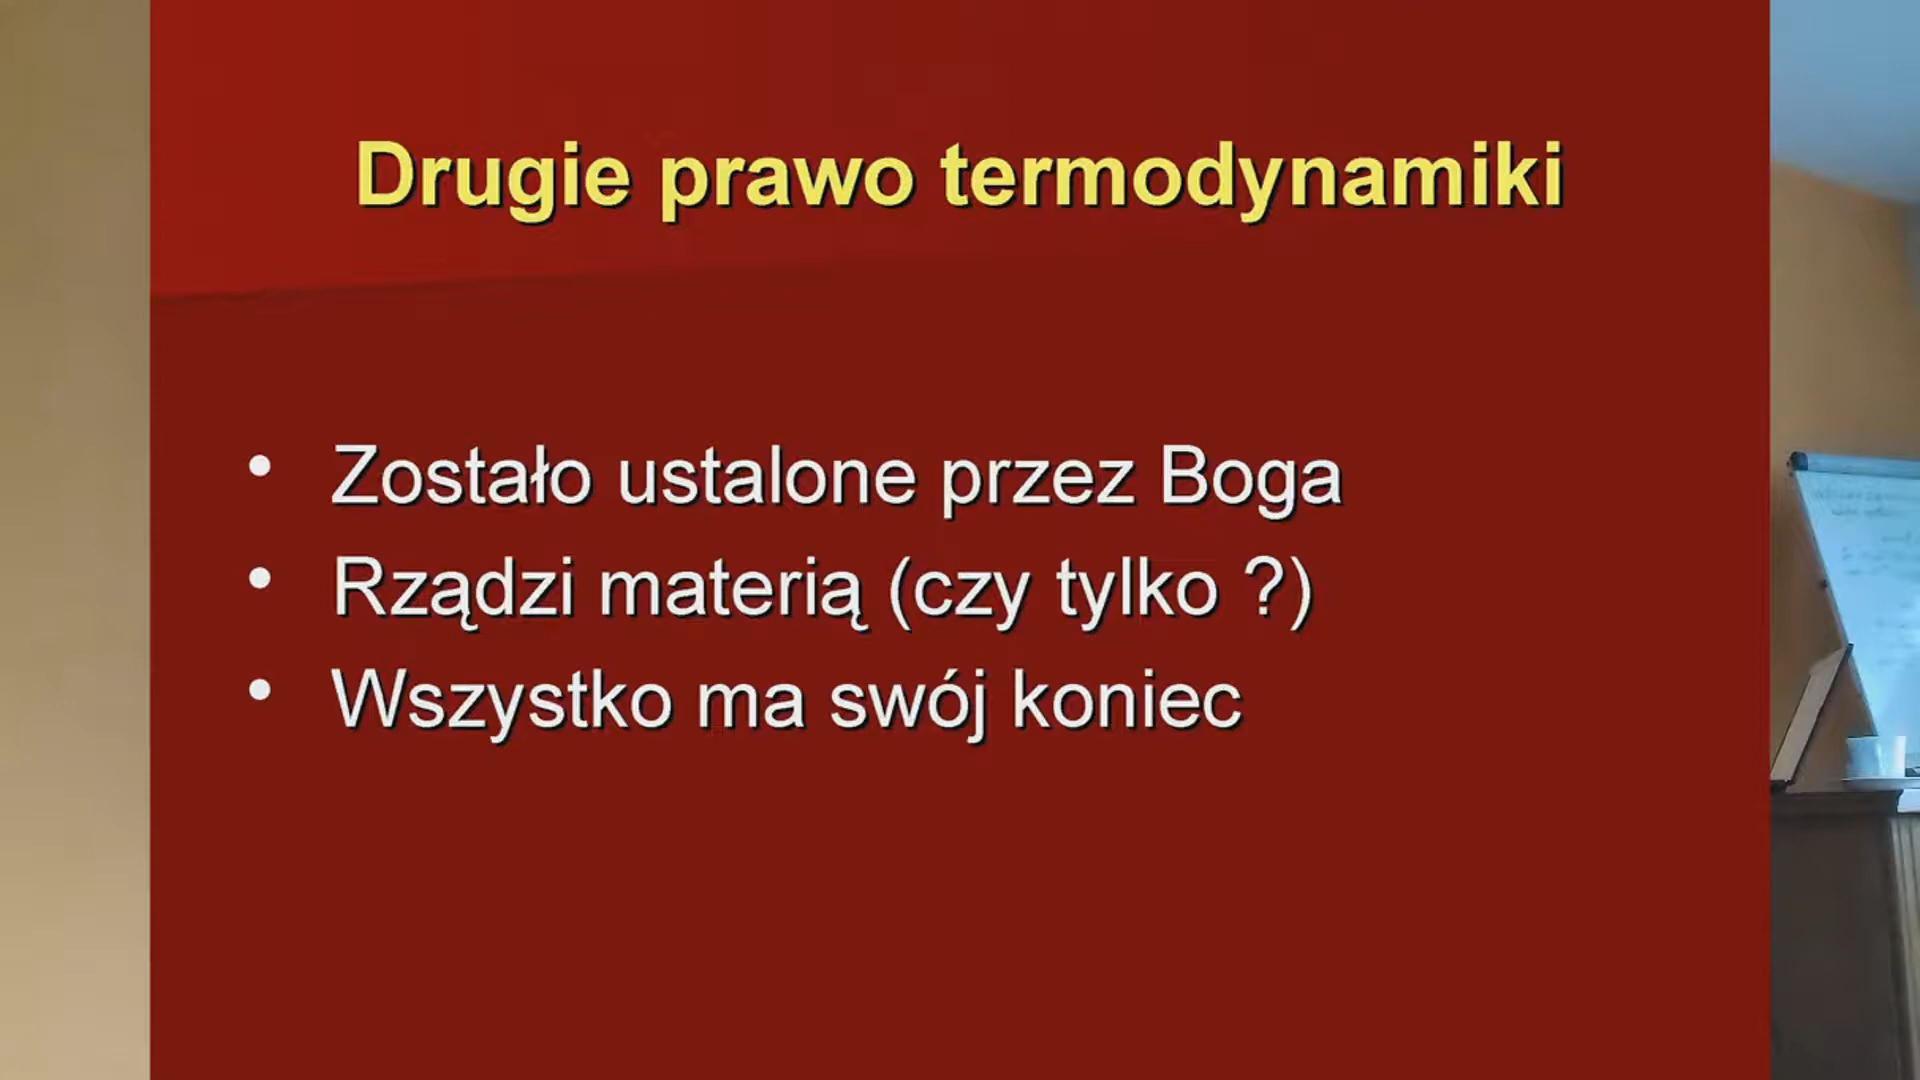 Drugie prawo termodynamiki
• Zostało ustalone przez Boga
• Rządzi materią (czy tylko ?)
• Wszystko ma swój koniec